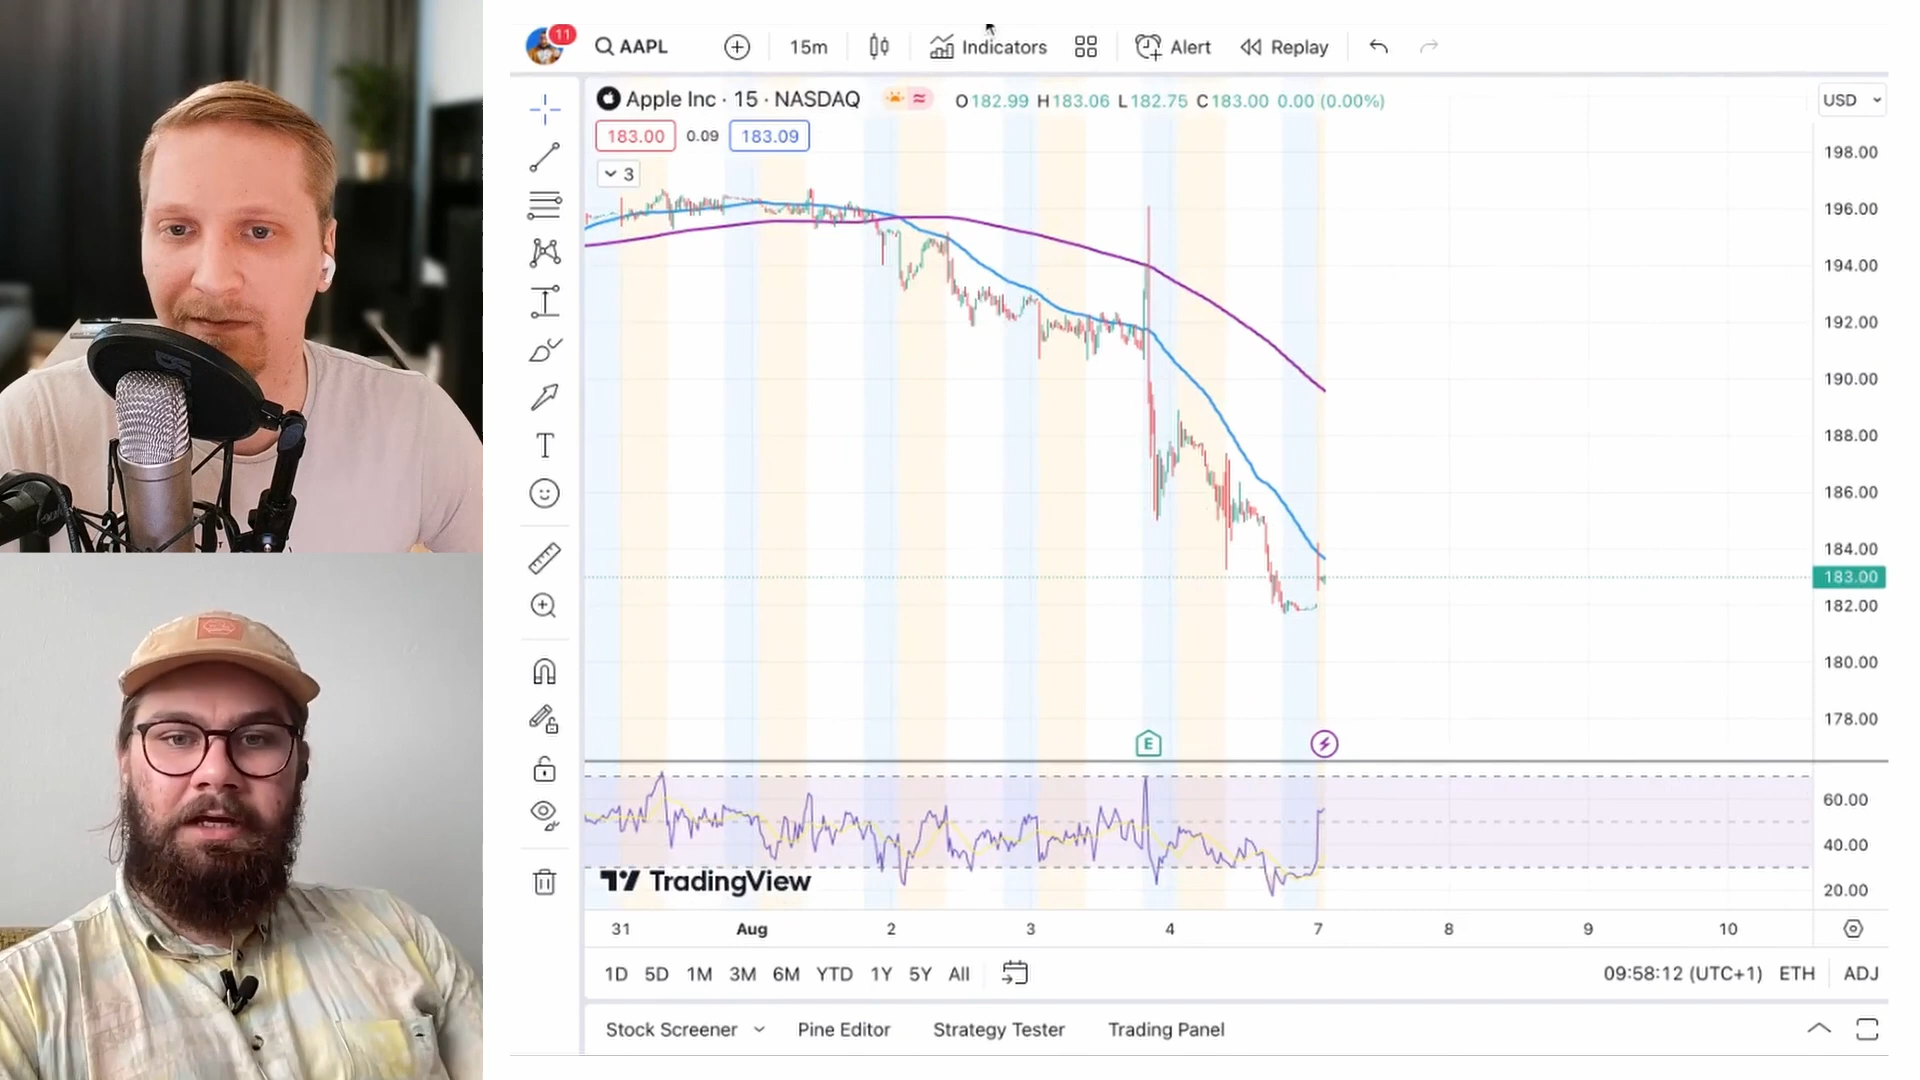 11
AAPL
15m
Indicators
Alert
Replay
Apple Inc · 15 · NASDAQ
O182.99 H183.06 L182.75 C183.00 0.00 (0.00%)
USD
183.00 0.09 183.09
3
198.00
196.00
194.00
192.00
190.00
188.00
186.00
184.00
183.00
182.00
180.00
178.00
T
E
60.00
40.00
20.00
TradingView
31 Aug 2 3 4 7 8 9 10
1D 5D 1M 3M 6M YTD 1Y 5Y All
09:58:12 (UTC+1) ETH ADJ
Stock Screener Pine Editor Strategy Tester Trading Panel